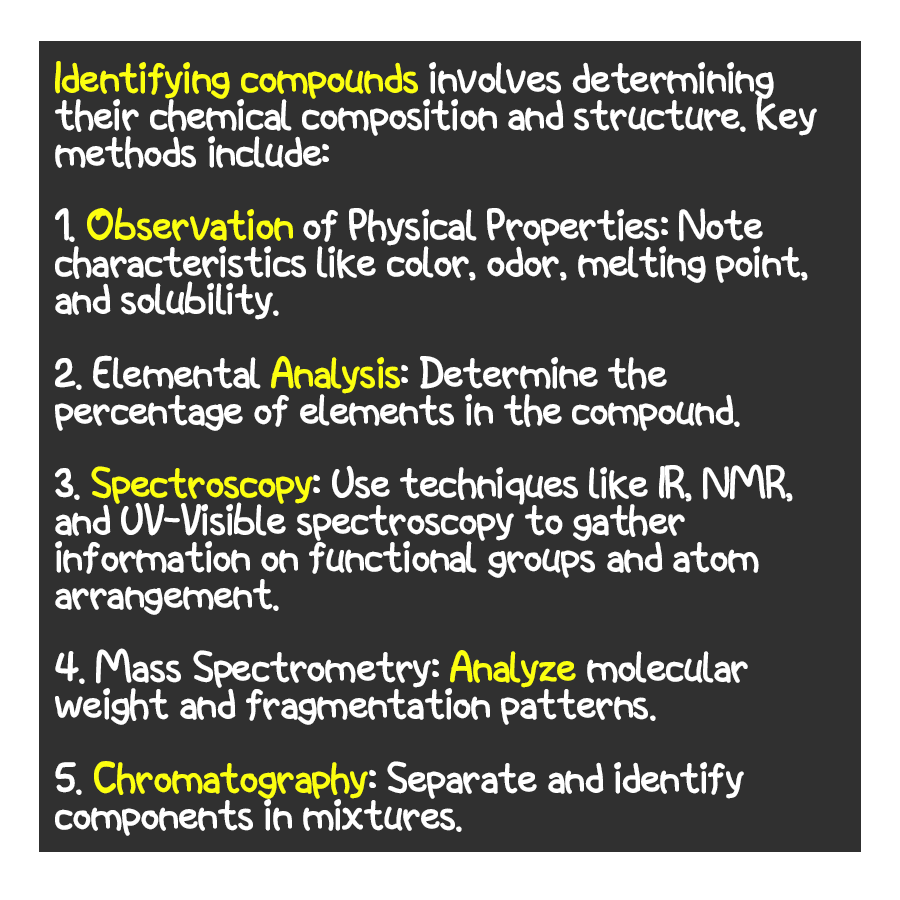 Identifying compounds involves determining
their chemical composition and structure. Key
methods include:
1. Observation of Physical Properties: Note
characteristics like color, odor, melting point,
and solubility.
2. Elemental Analysis: Determine the
percentage of elements in the compound.
3. Spectroscopy: Use techniques like IR, NMR,
and UV-Visible spectroscopy to gather
information on functional groups and atom
arrangement.
4. Mass Spectrometry: Analyze molecular
weight and fragmentation patterns.
5. Chromatography: Separate and identify
components in mixtures.